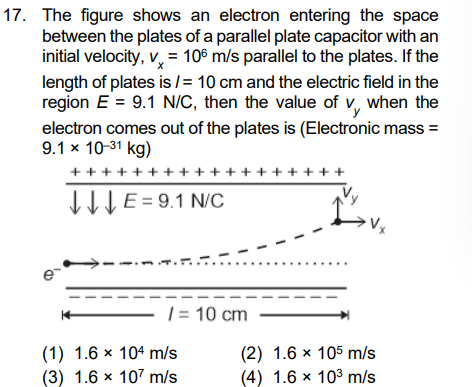 17. The figure shows an electron entering the space
between the plates of a parallel plate capacitor with an
initial velocity, vₓ = 10⁶ m/s parallel to the plates. If the
length of plates is l = 10 cm and the electric field in the
region E = 9.1 N/C, then the value of v_y when the
electron comes out of the plates is (Electronic mass =
9.1 × 10⁻³¹ kg)
+ + + + + + + + + + + + + + + + + +
↓ ↓ ↓ E = 9.1 N/C
v_y
vₓ
e⁻
l = 10 cm
(1) 1.6 × 10⁴ m/s (2) 1.6 × 10⁵ m/s
(3) 1.6 × 10⁷ m/s (4) 1.6 × 10³ m/s